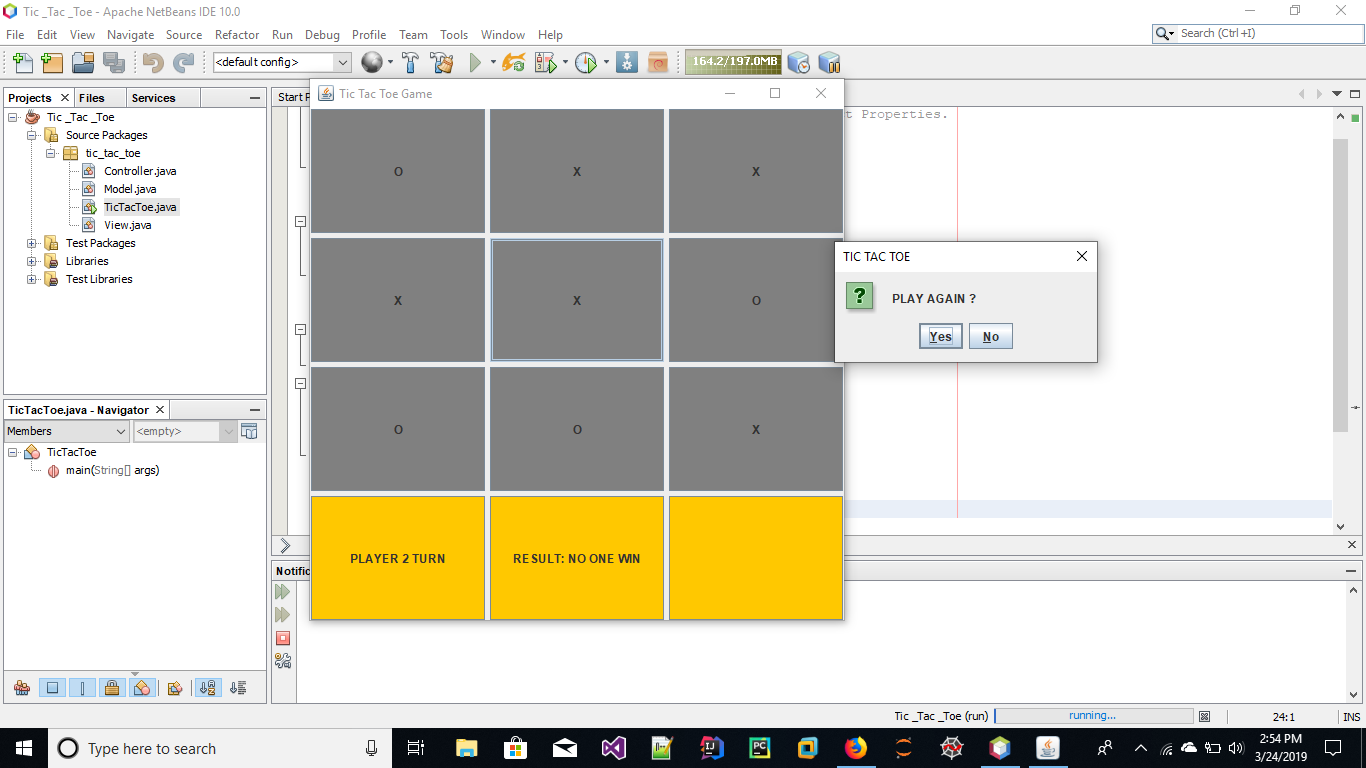 Tic _Tac _Toe - Apache NetBeans IDE 10.0
File Edit View Navigate Source Refactor Run Debug Profile Team Tools Window Help
Search (Ctrl +I)
<default config>
164.2/197.0MB
Projects Files Services
Start
Tic Tac Toe Game
t Properties.
Tic _Tac _Toe
Source Packages
tic_tac_toe
Controller.java
Model.java
TicTacToe.java
View.java
Test Packages
Libraries
Test Libraries
O X X
X X O
O O X
PLAYER 2 TURN RESULT: NO ONE WIN
TIC TAC TOE
PLAY AGAIN ?
Yes No
TicTacToe.java - Navigator
Members <empty>
TicTacToe
main(String[] args)
Notific
Tic _Tac _Toe (run) running... 24:1 INS
Type here to search
2:54 PM
3/24/2019